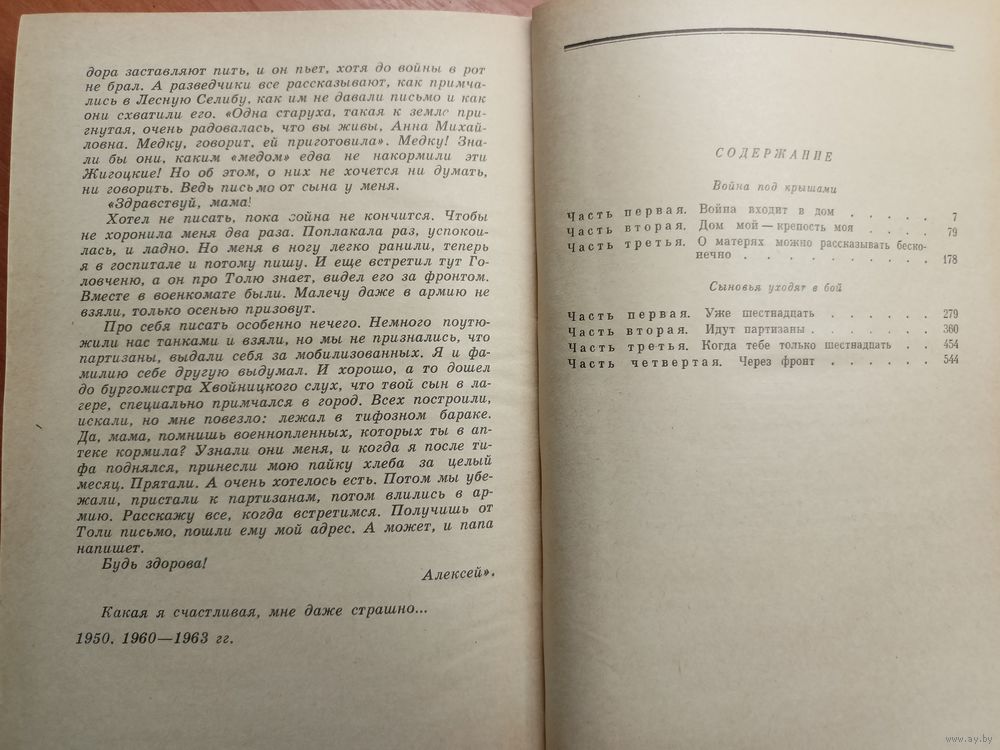 дора заставляют пить, и он пьет, хотя до войны в рот
не брал. А разведчики все рассказывают, как примча-
лись в Лесную Селибу, как им не давали письмо и как
они схватили его. «Одна старуха, такая к земле при-
гнутая, очень радовалась, что вы живы, Анна Михай-
ловна. Медку, говорит, ей приготовила». Медку! Зна-
ли бы они, каким «медом» едва не накормили эти
Жигоцкие! Но об этом, о них не хочется ни думать,
ни говорить. Ведь письмо от сына у меня.
«Здравствуй, мама!
Хотел не писать, пока война не кончится. Чтобы
не хоронила меня два раза. Поплакала раз, успокои-
лась, и ладно. Но меня в ногу легко ранили, теперь
я в госпитале и потому пишу. И еще встретил тут Го-
ловченю, а он про Толю знает, видел его за фронтом.
Вместе в военкомате были. Малечу даже в армию не
взяли, только осенью призовут.
Про себя писать особенно нечего. Немного поутю-
жили нас танками и взяли, но мы не признались, что
партизаны, выдали себя за мобилизованных. Я и фа-
милию себе другую выдумал. И хорошо, а то дошел
до бургомистра Хвойницкого слух, что твой сын в ла-
гере, специально примчался в город. Всех построили,
искали, но мне повезло: лежал в тифозном бараке.
Да, мама, помнишь военнопленных, которых ты в ап-
теке кормила? Узнали они меня, и когда я после ти-
фа поднялся, принесли мою пайку хлеба за целый
месяц. Прятали. А очень хотелось есть. Потом мы убе-
жали, пристали к партизанам, потом влились в ар-
мию. Расскажу все, когда встретимся. Получишь от
Толи письмо, пошли ему мой адрес. А может, и папа
напишет.
Будь здорова!
Алексей».
Какая я счастливая, мне даже страшно...
1950, 1960—1963 гг.
СОДЕРЖАНИЕ
Война под крышами
Часть первая. Война входит в дом . . . . . 7
Часть вторая. Дом мой — крепость моя . . . . 79
Часть третья. О матерях можно рассказывать беско-
нечно . . . . . . . . . 178
Сыновья уходят в бой
Часть первая. Уже шестнадцать . . . . . . 279
Часть вторая. Идут партизаны . . . . . . . 360
Часть третья. Когда тебе только шестнадцать . . 454
Часть четвертая. Через фронт . . . . . . 544
www.ay.by